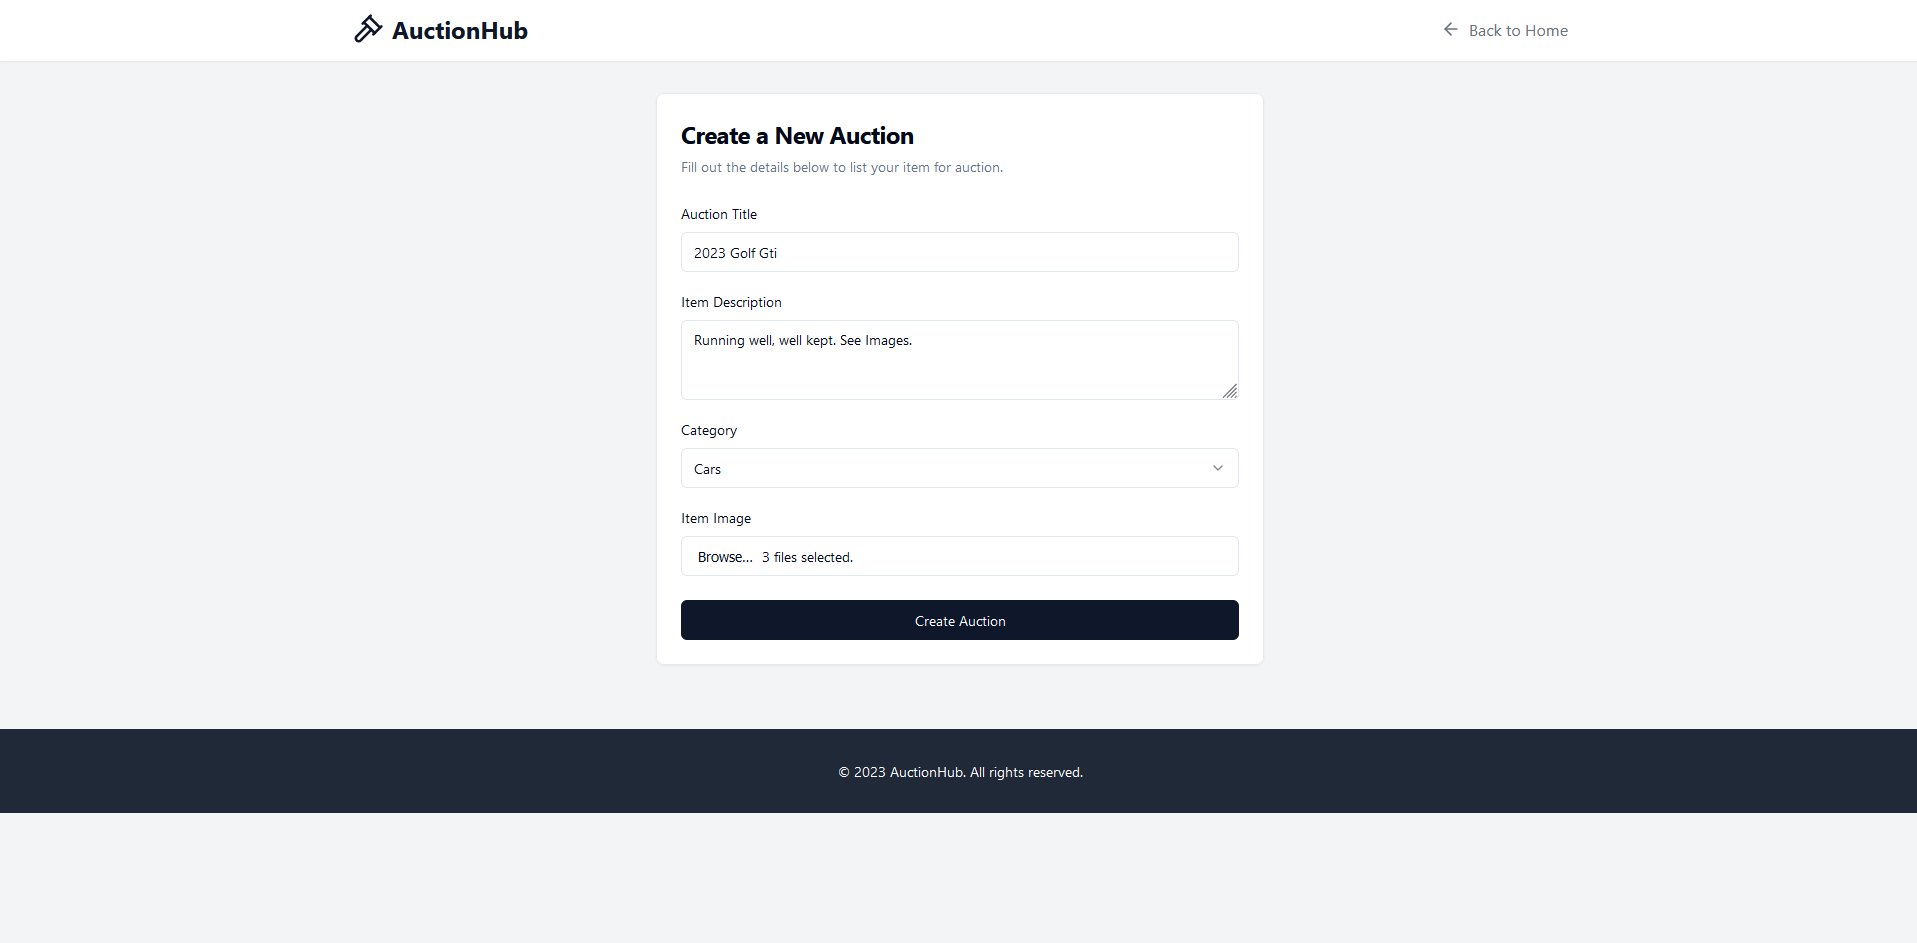 AuctionHub
Back to Home
Create a New Auction
Fill out the details below to list your item for auction.
Auction Title
2023 Golf Gti
Item Description
Running well, well kept. See Images.
Category
Cars
Item Image
Browse... 3 files selected.
Create Auction
© 2023 AuctionHub. All rights reserved.